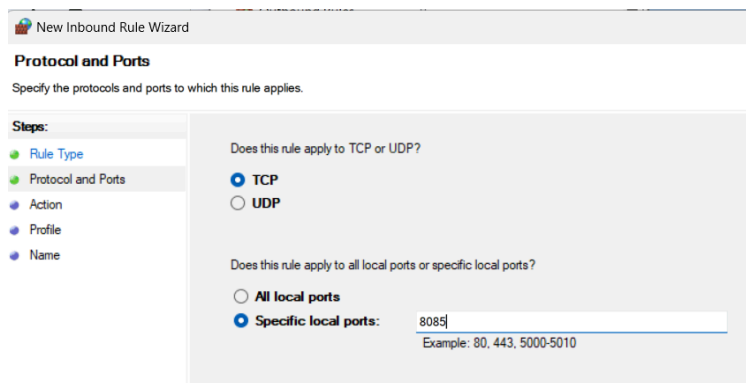 New Inbound Rule Wizard
Protocol and Ports
Specify the protocols and ports to which this rule applies.
Steps:
Rule Type
Protocol and Ports
Action
Profile
Name
Does this rule apply to TCP or UDP?
TCP
UDP
Does this rule apply to all local ports or specific local ports?
All local ports
Specific local ports: 8085
Example: 80, 443, 5000-5010